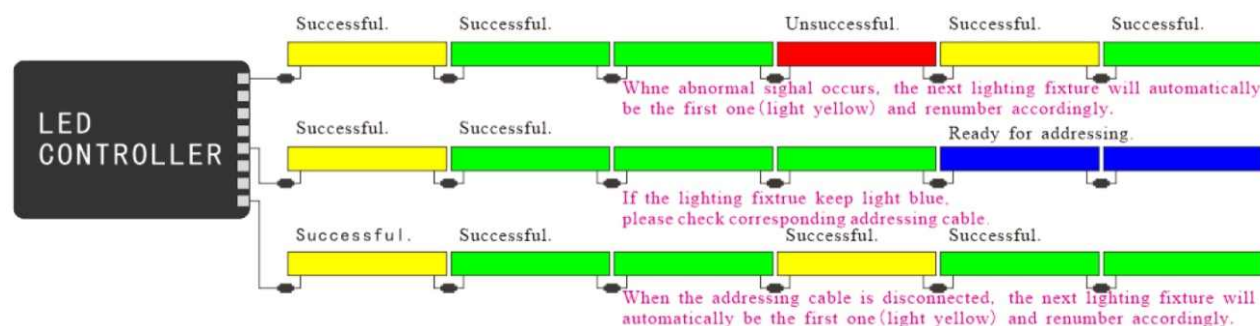 Successful. Successful. Unsuccessful. Successful. Successful.
Whne abnormal sighal occurs, the next lighting fixture will automatically
be the first one(light yellow) and renumber accordingly.
LED
CONTROLLER
Successful. Successful. Ready for addressing.
If the lighting fixtrue keep light blue,
please check corresponding addressing cable.
Successful. Successful. Successful. Successful.
When the addressing cable is disconnected, the next lighting fixture will
automatically be the first one(light yellow) and renumber accordingly.